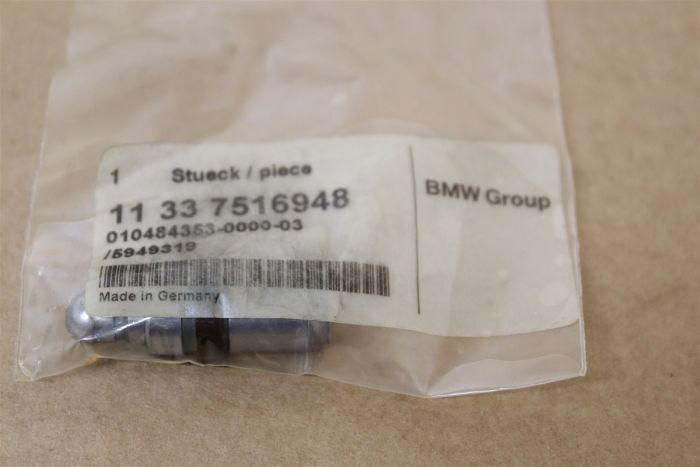 1 Stueck / piece
11 33 7516948
010484353-0000-03
/5949319
Made in Germany
BMW Group